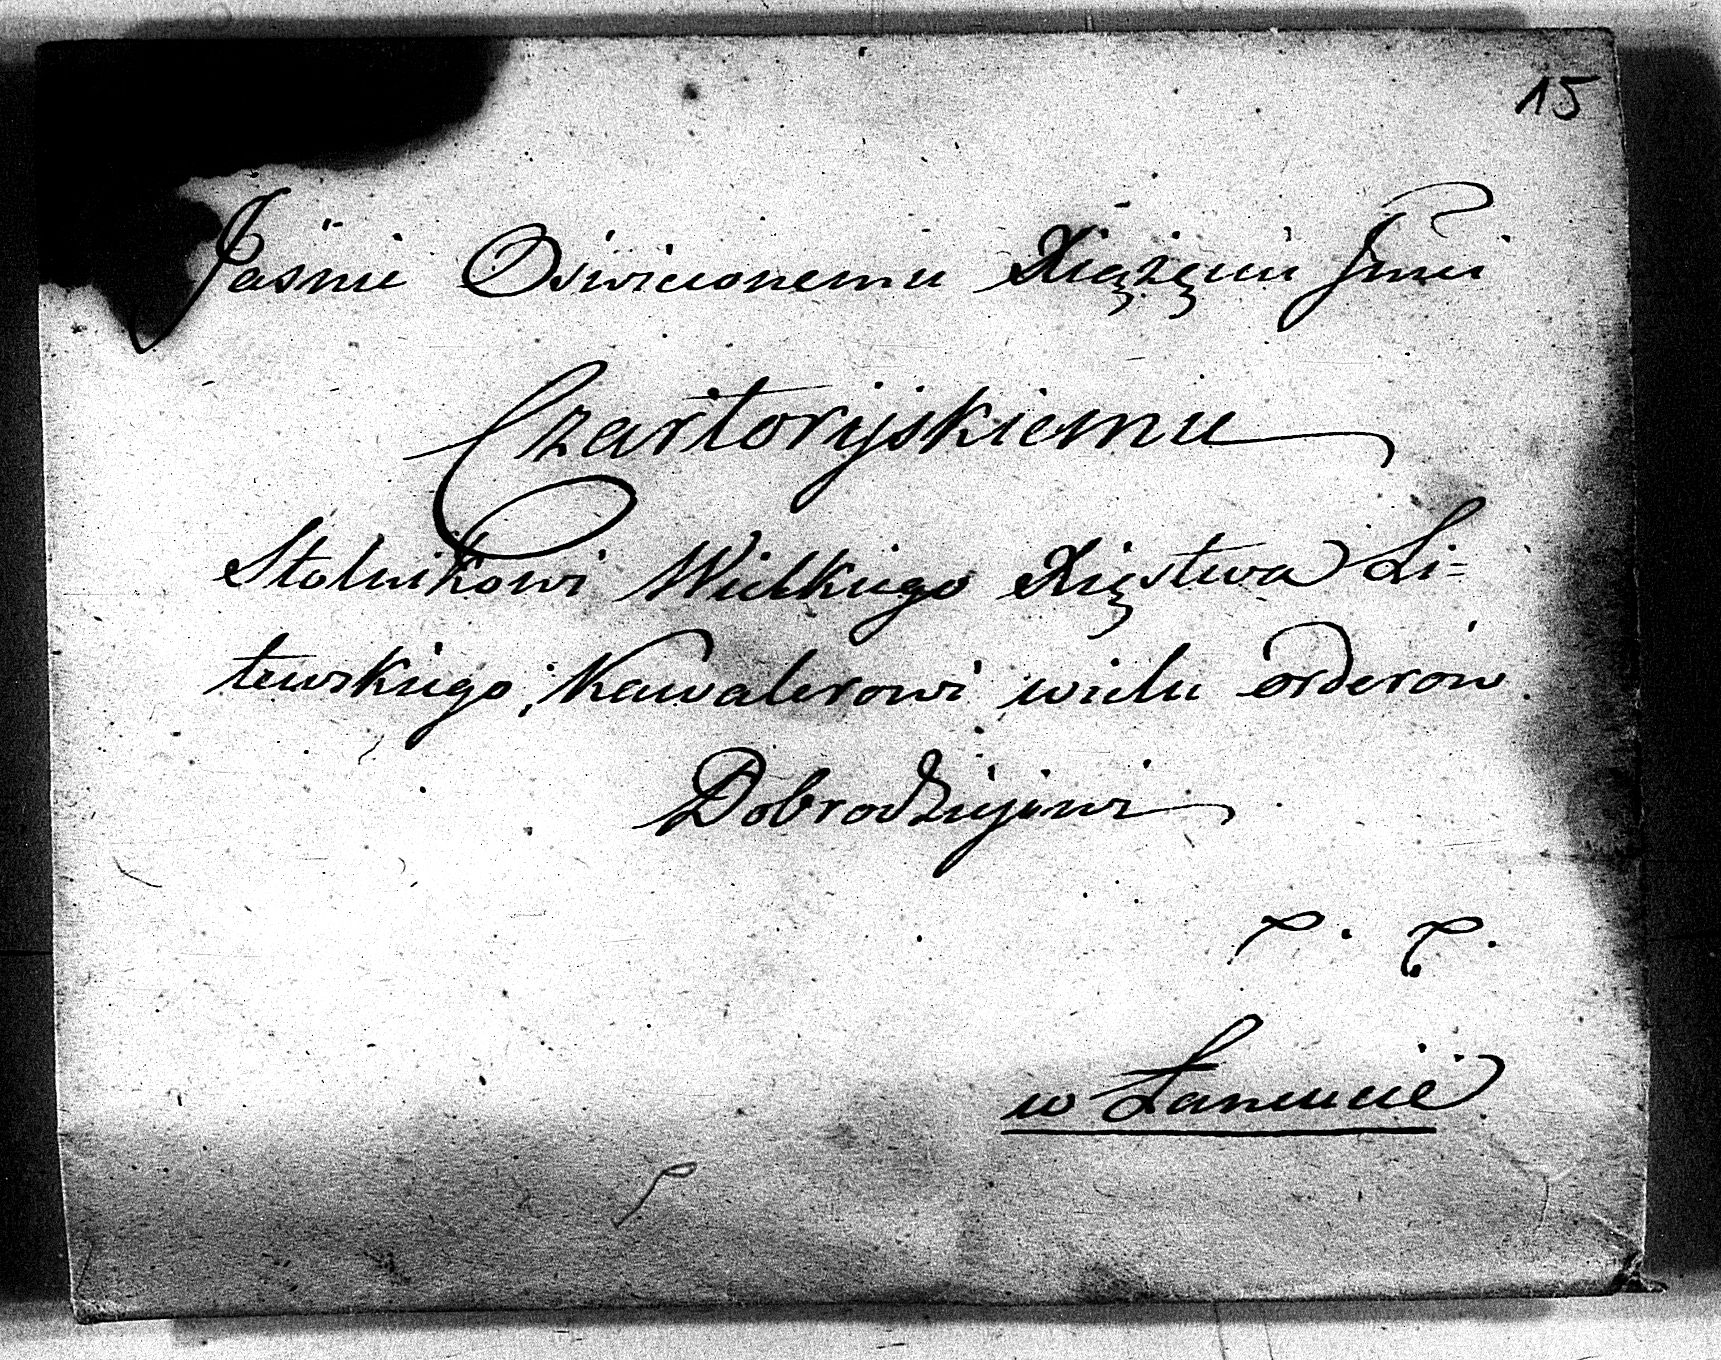 15
Jaśnie Oświeconemu Xiążęciu Jmci
Czartoryjskiemu
Stolnikowi Wielkiego Xięstwa Li=
tewskiego, Kawalerowi wielu orderów
Dobrodziejowi
w Łańcucie